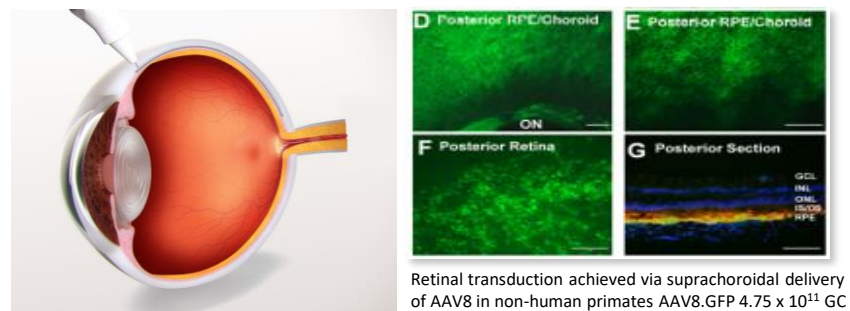 D Posterior RPE/Choroid
E Posterior RPE/Choroid
ON
F Posterior Retina
G Posterior Section
GCL
INL
ONL
IS/OS
RPE
Retinal transduction achieved via suprachoroidal delivery
of AAV8 in non-human primates AAV8.GFP 4.75 x 10¹¹ GC